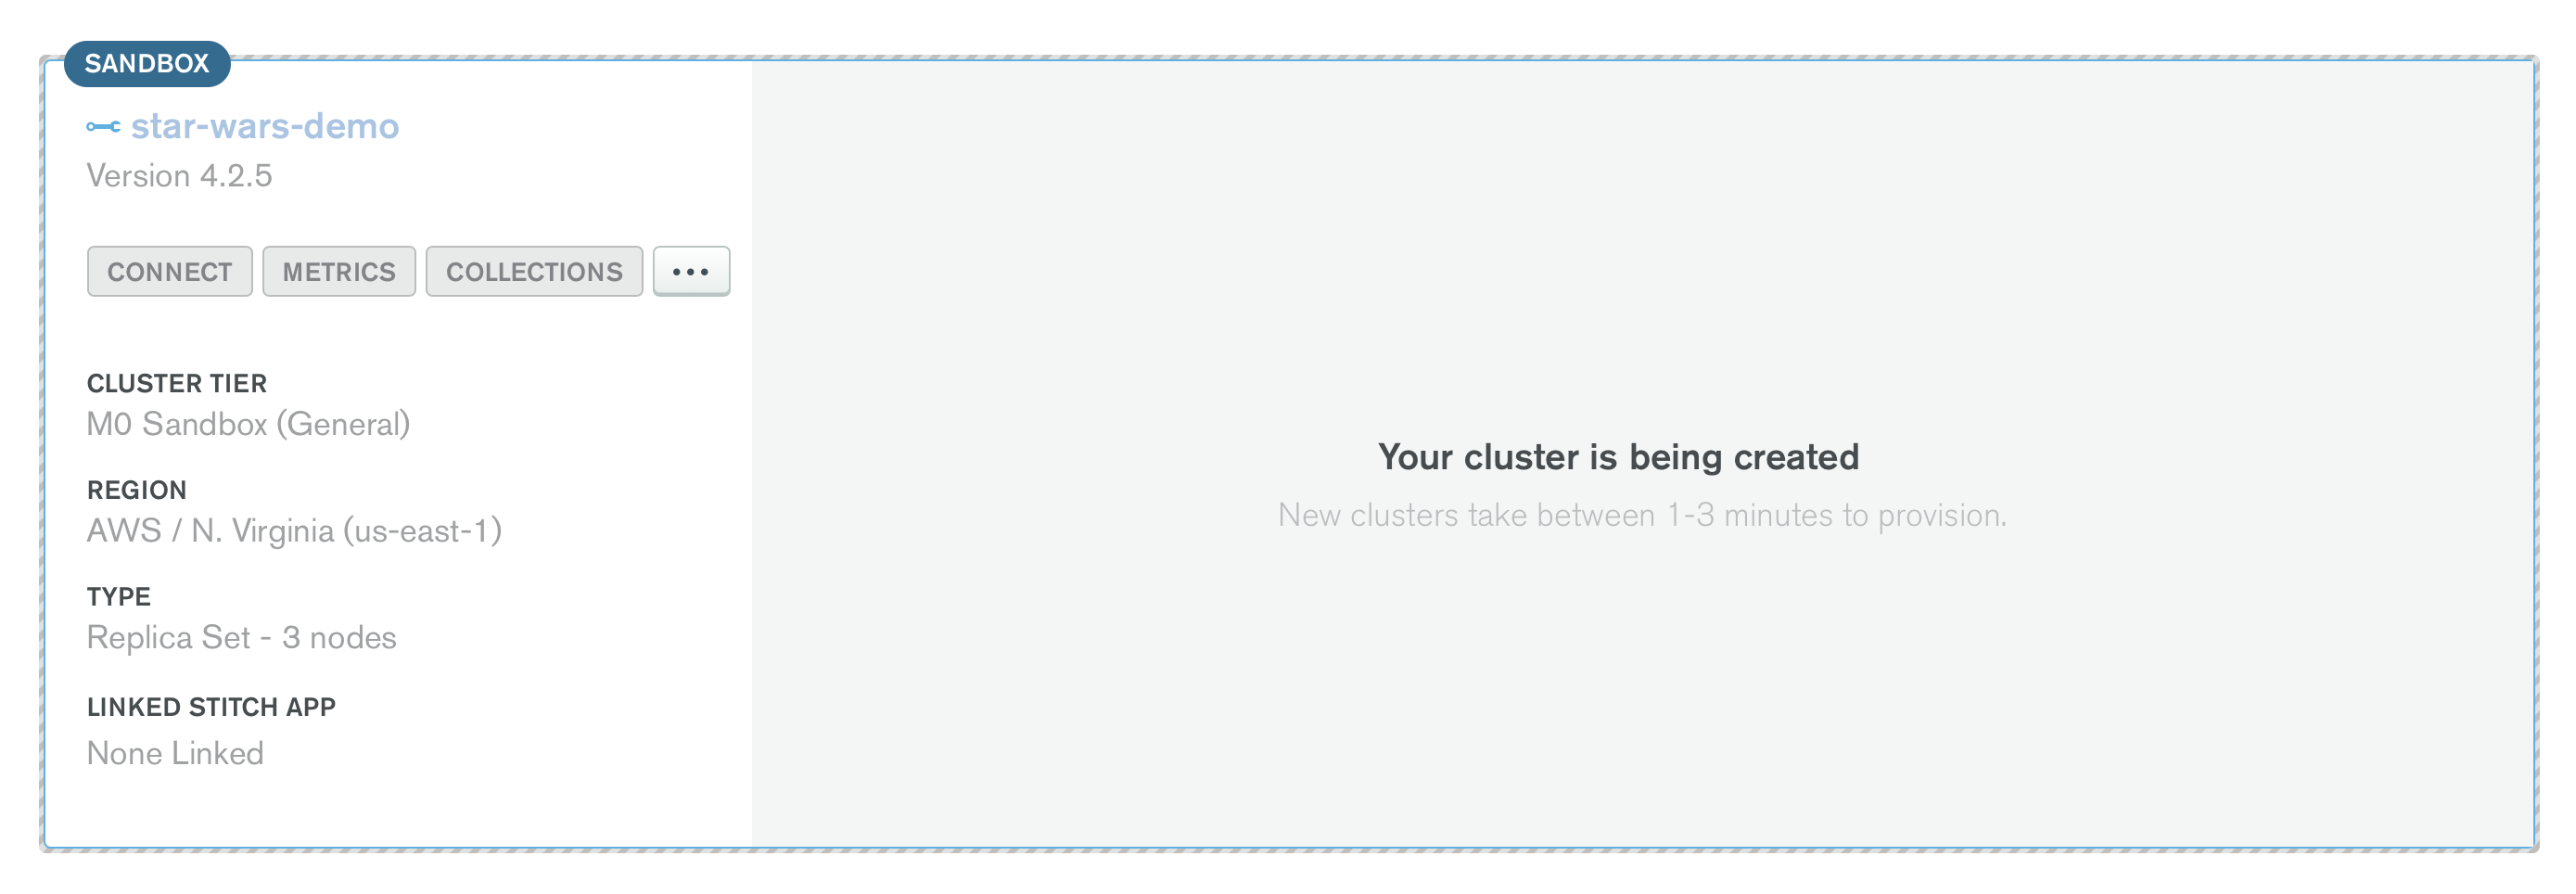 SANDBOX
star-wars-demo
Version 4.2.5
CONNECT METRICS COLLECTIONS ...
CLUSTER TIER
M0 Sandbox (General)
REGION
AWS / N. Virginia (us-east-1)
TYPE
Replica Set - 3 nodes
LINKED STITCH APP
None Linked
Your cluster is being created
New clusters take between 1-3 minutes to provision.